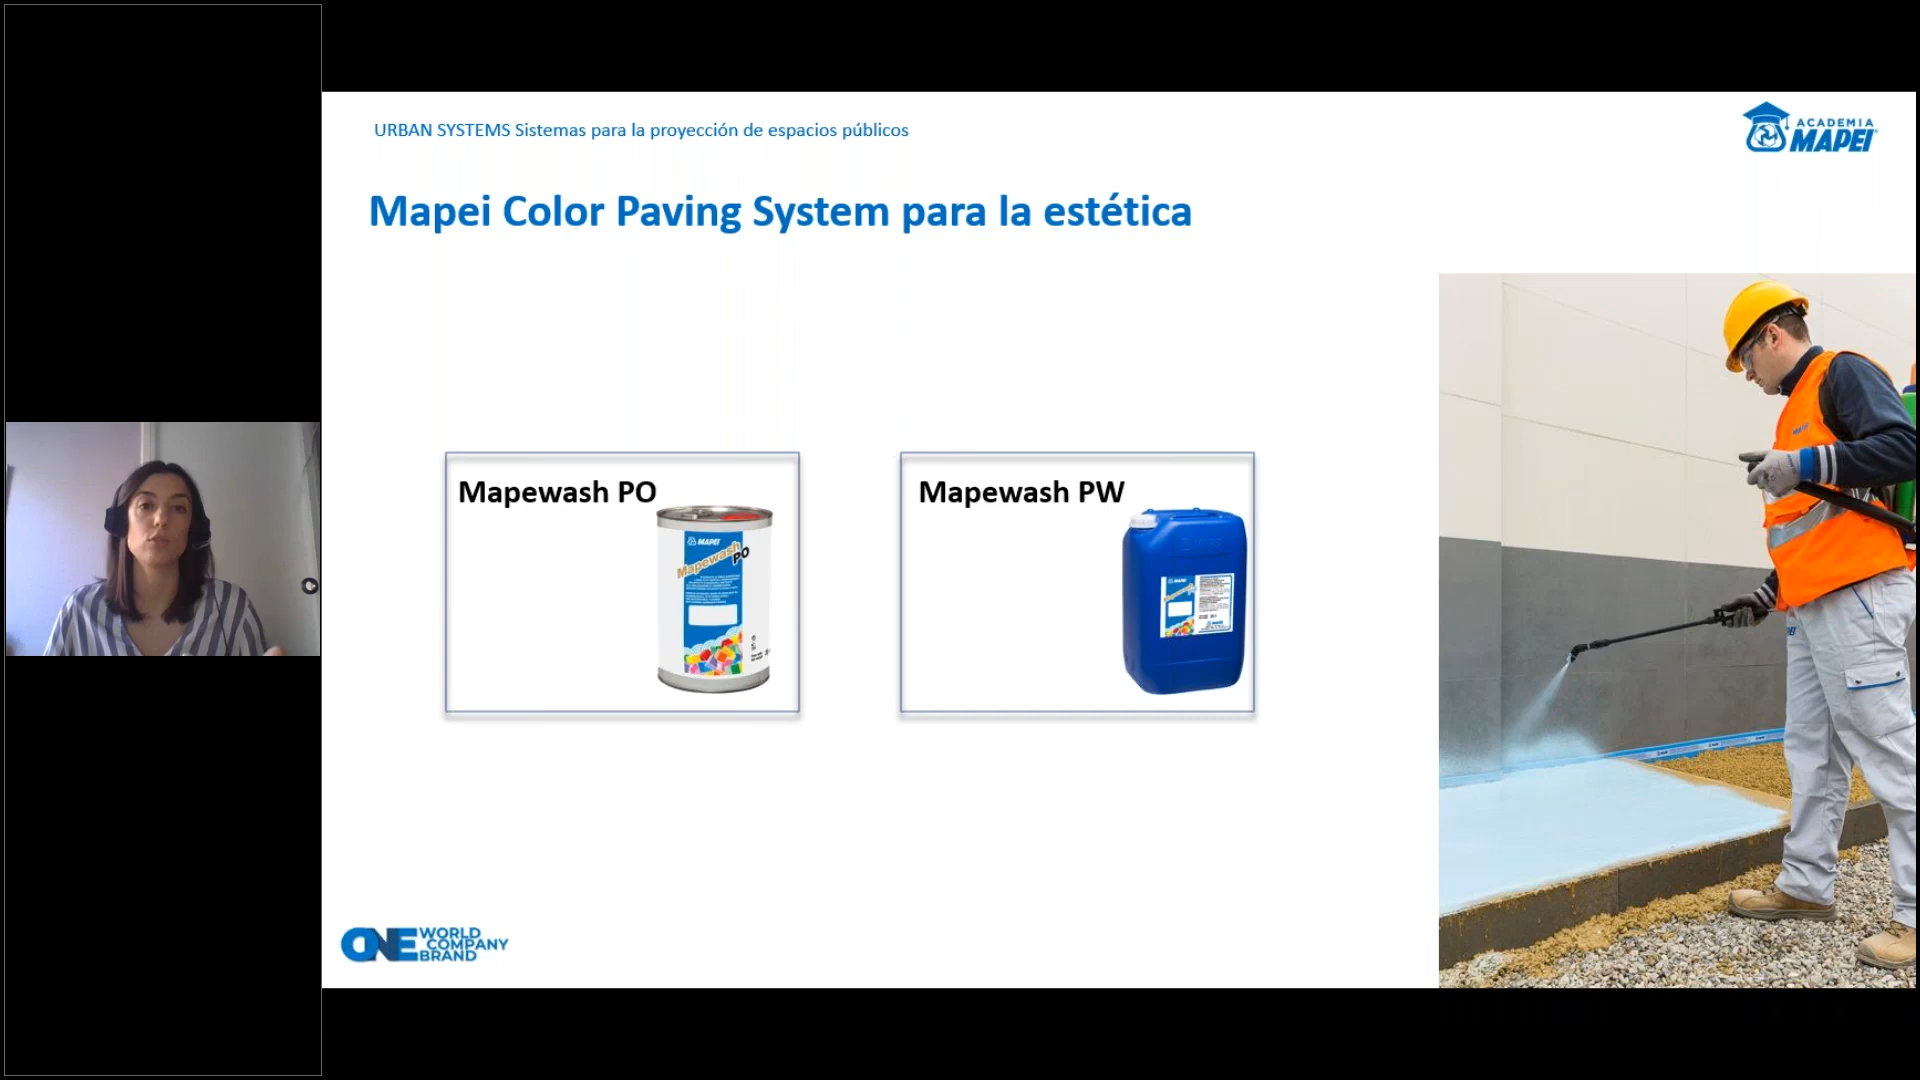 URBAN SYSTEMS Sistemas para la proyección de espacios públicos
ACADEMIA
MAPEI
Mapei Color Paving System para la estética
Mapewash PO
MAPEI
Mapewash
PO
Mapewash PW
MAPEI
ONE WORLD
COMPANY
BRAND